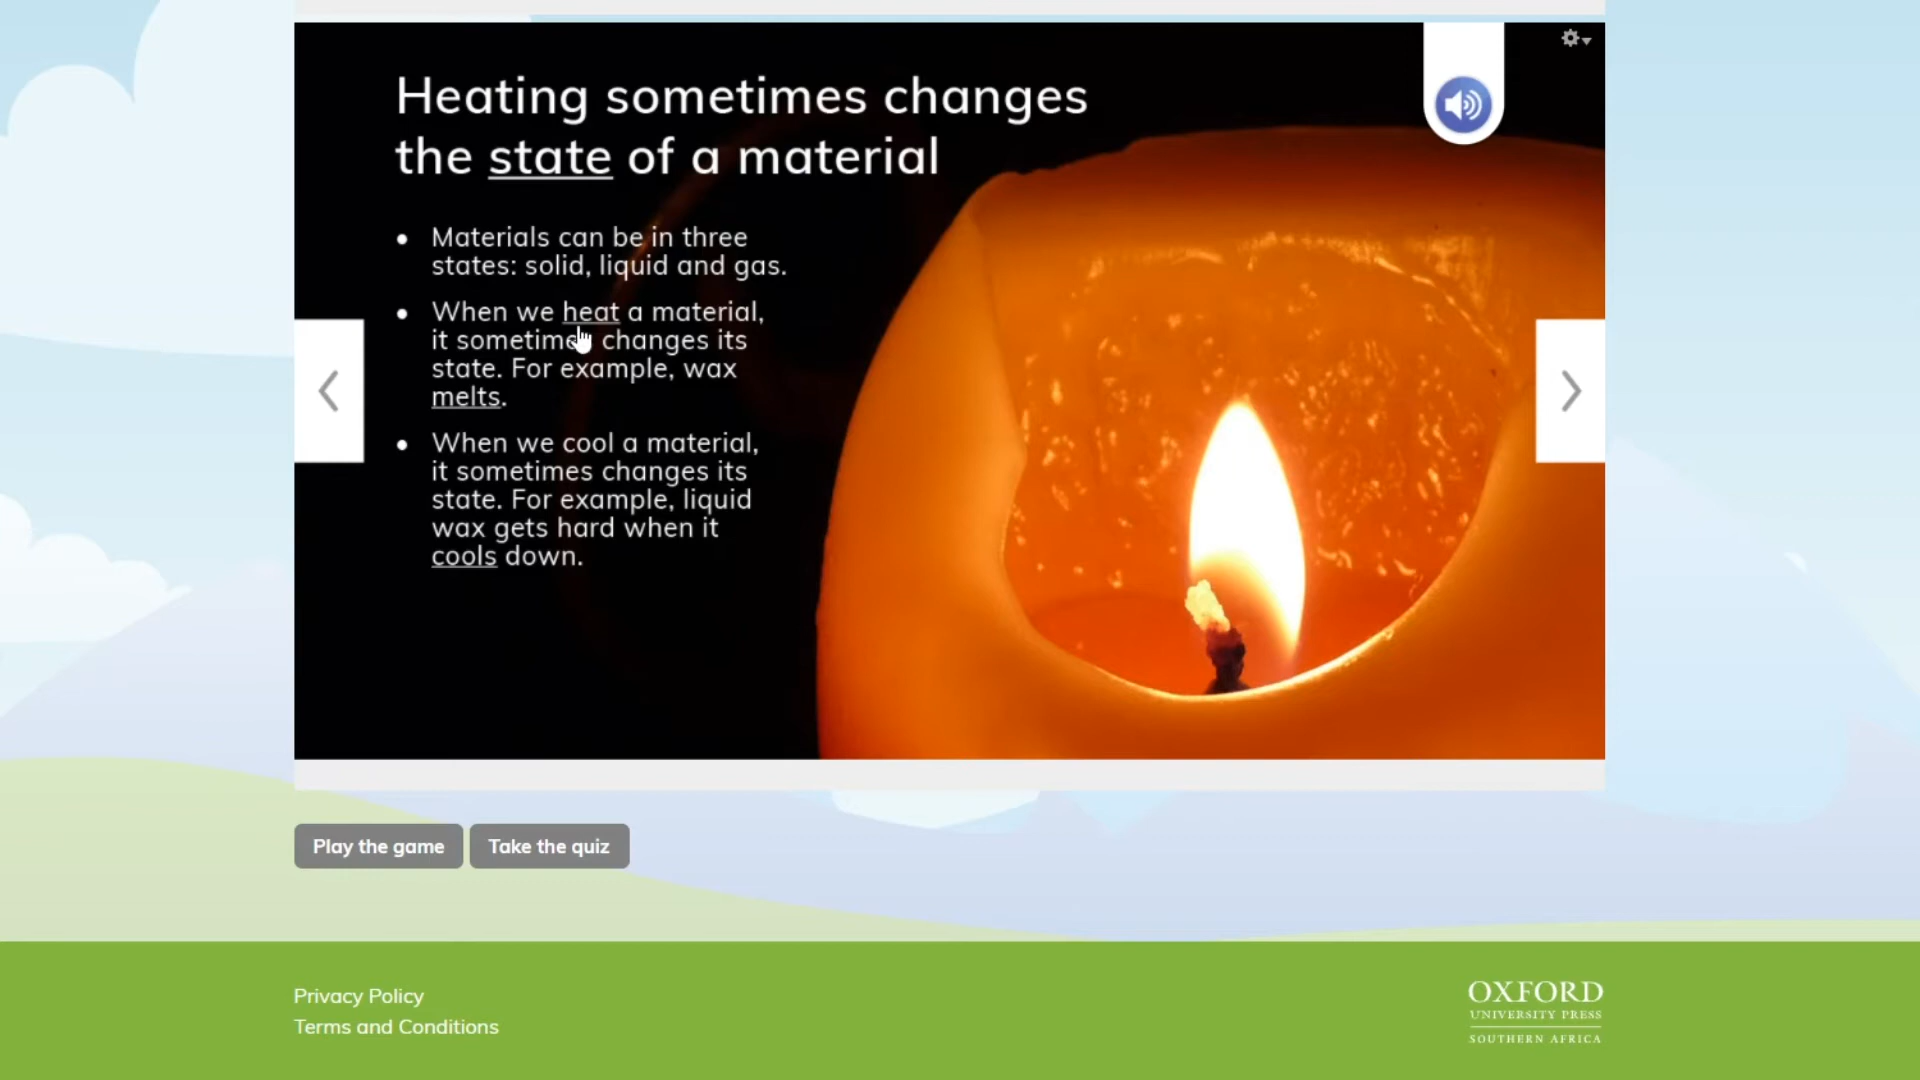 Heating sometimes changes
the state of a material
• Materials can be in three
states: solid, liquid and gas.
• When we heat a material,
it sometimes changes its
state. For example, wax
melts.
• When we cool a material,
it sometimes changes its
state. For example, liquid
wax gets hard when it
cools down.
Play the game
Take the quiz
Privacy Policy
Terms and Conditions
OXFORD
UNIVERSITY PRESS
SOUTHERN AFRICA